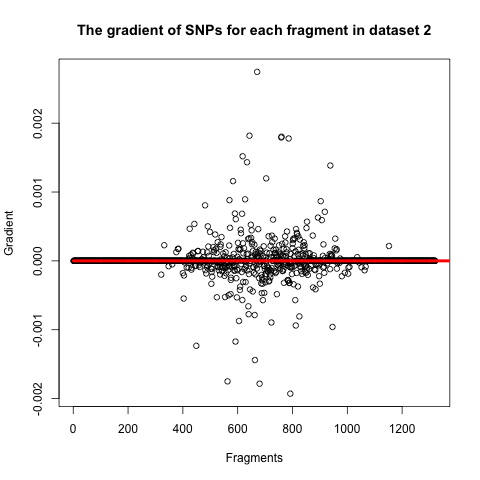 The gradient of SNPs for each fragment in dataset 2
Gradient
0.002
0.001
0.000
-0.001
-0.002
0 200 400 600 800 1000 1200
Fragments